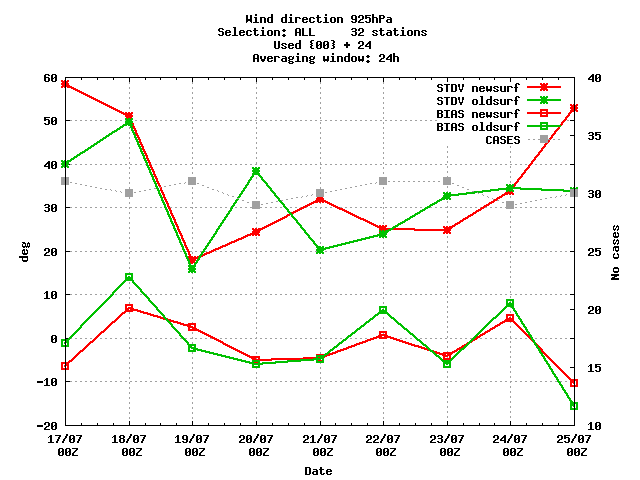 Wind direction 925hPa
Selection: ALL 32 stations
Used {00} + 24
Averaging window: 24h
60 40
STDV newsurf
STDV oldsurf
BIAS newsurf
BIAS oldsurf
CASES
50
35
40
30
30
20
25
10
20
0
15
-10
-20
10
deg
No cases
17/07 18/07 19/07 20/07 21/07 22/07 23/07 24/07 25/07
00Z 00Z 00Z 00Z 00Z 00Z 00Z 00Z 00Z
Date